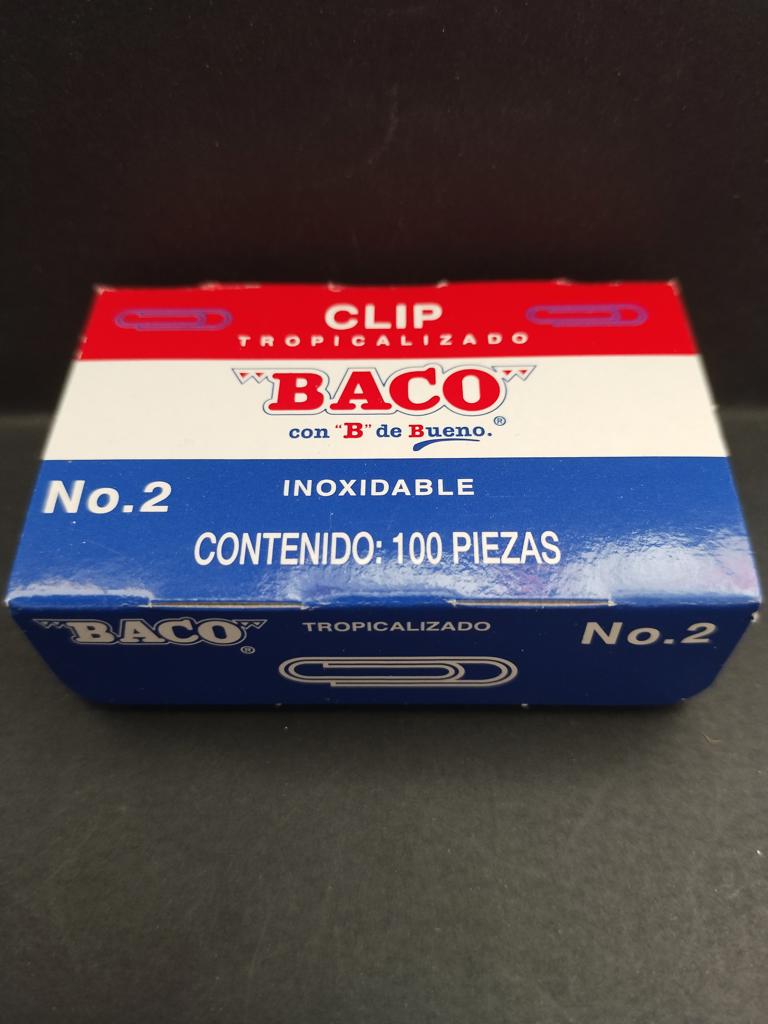 CLIP
TROPICALIZADO
"BACO"
con "B" de Bueno.®
No.2 INOXIDABLE
CONTENIDO: 100 PIEZAS
"BACO"® TROPICALIZADO No.2